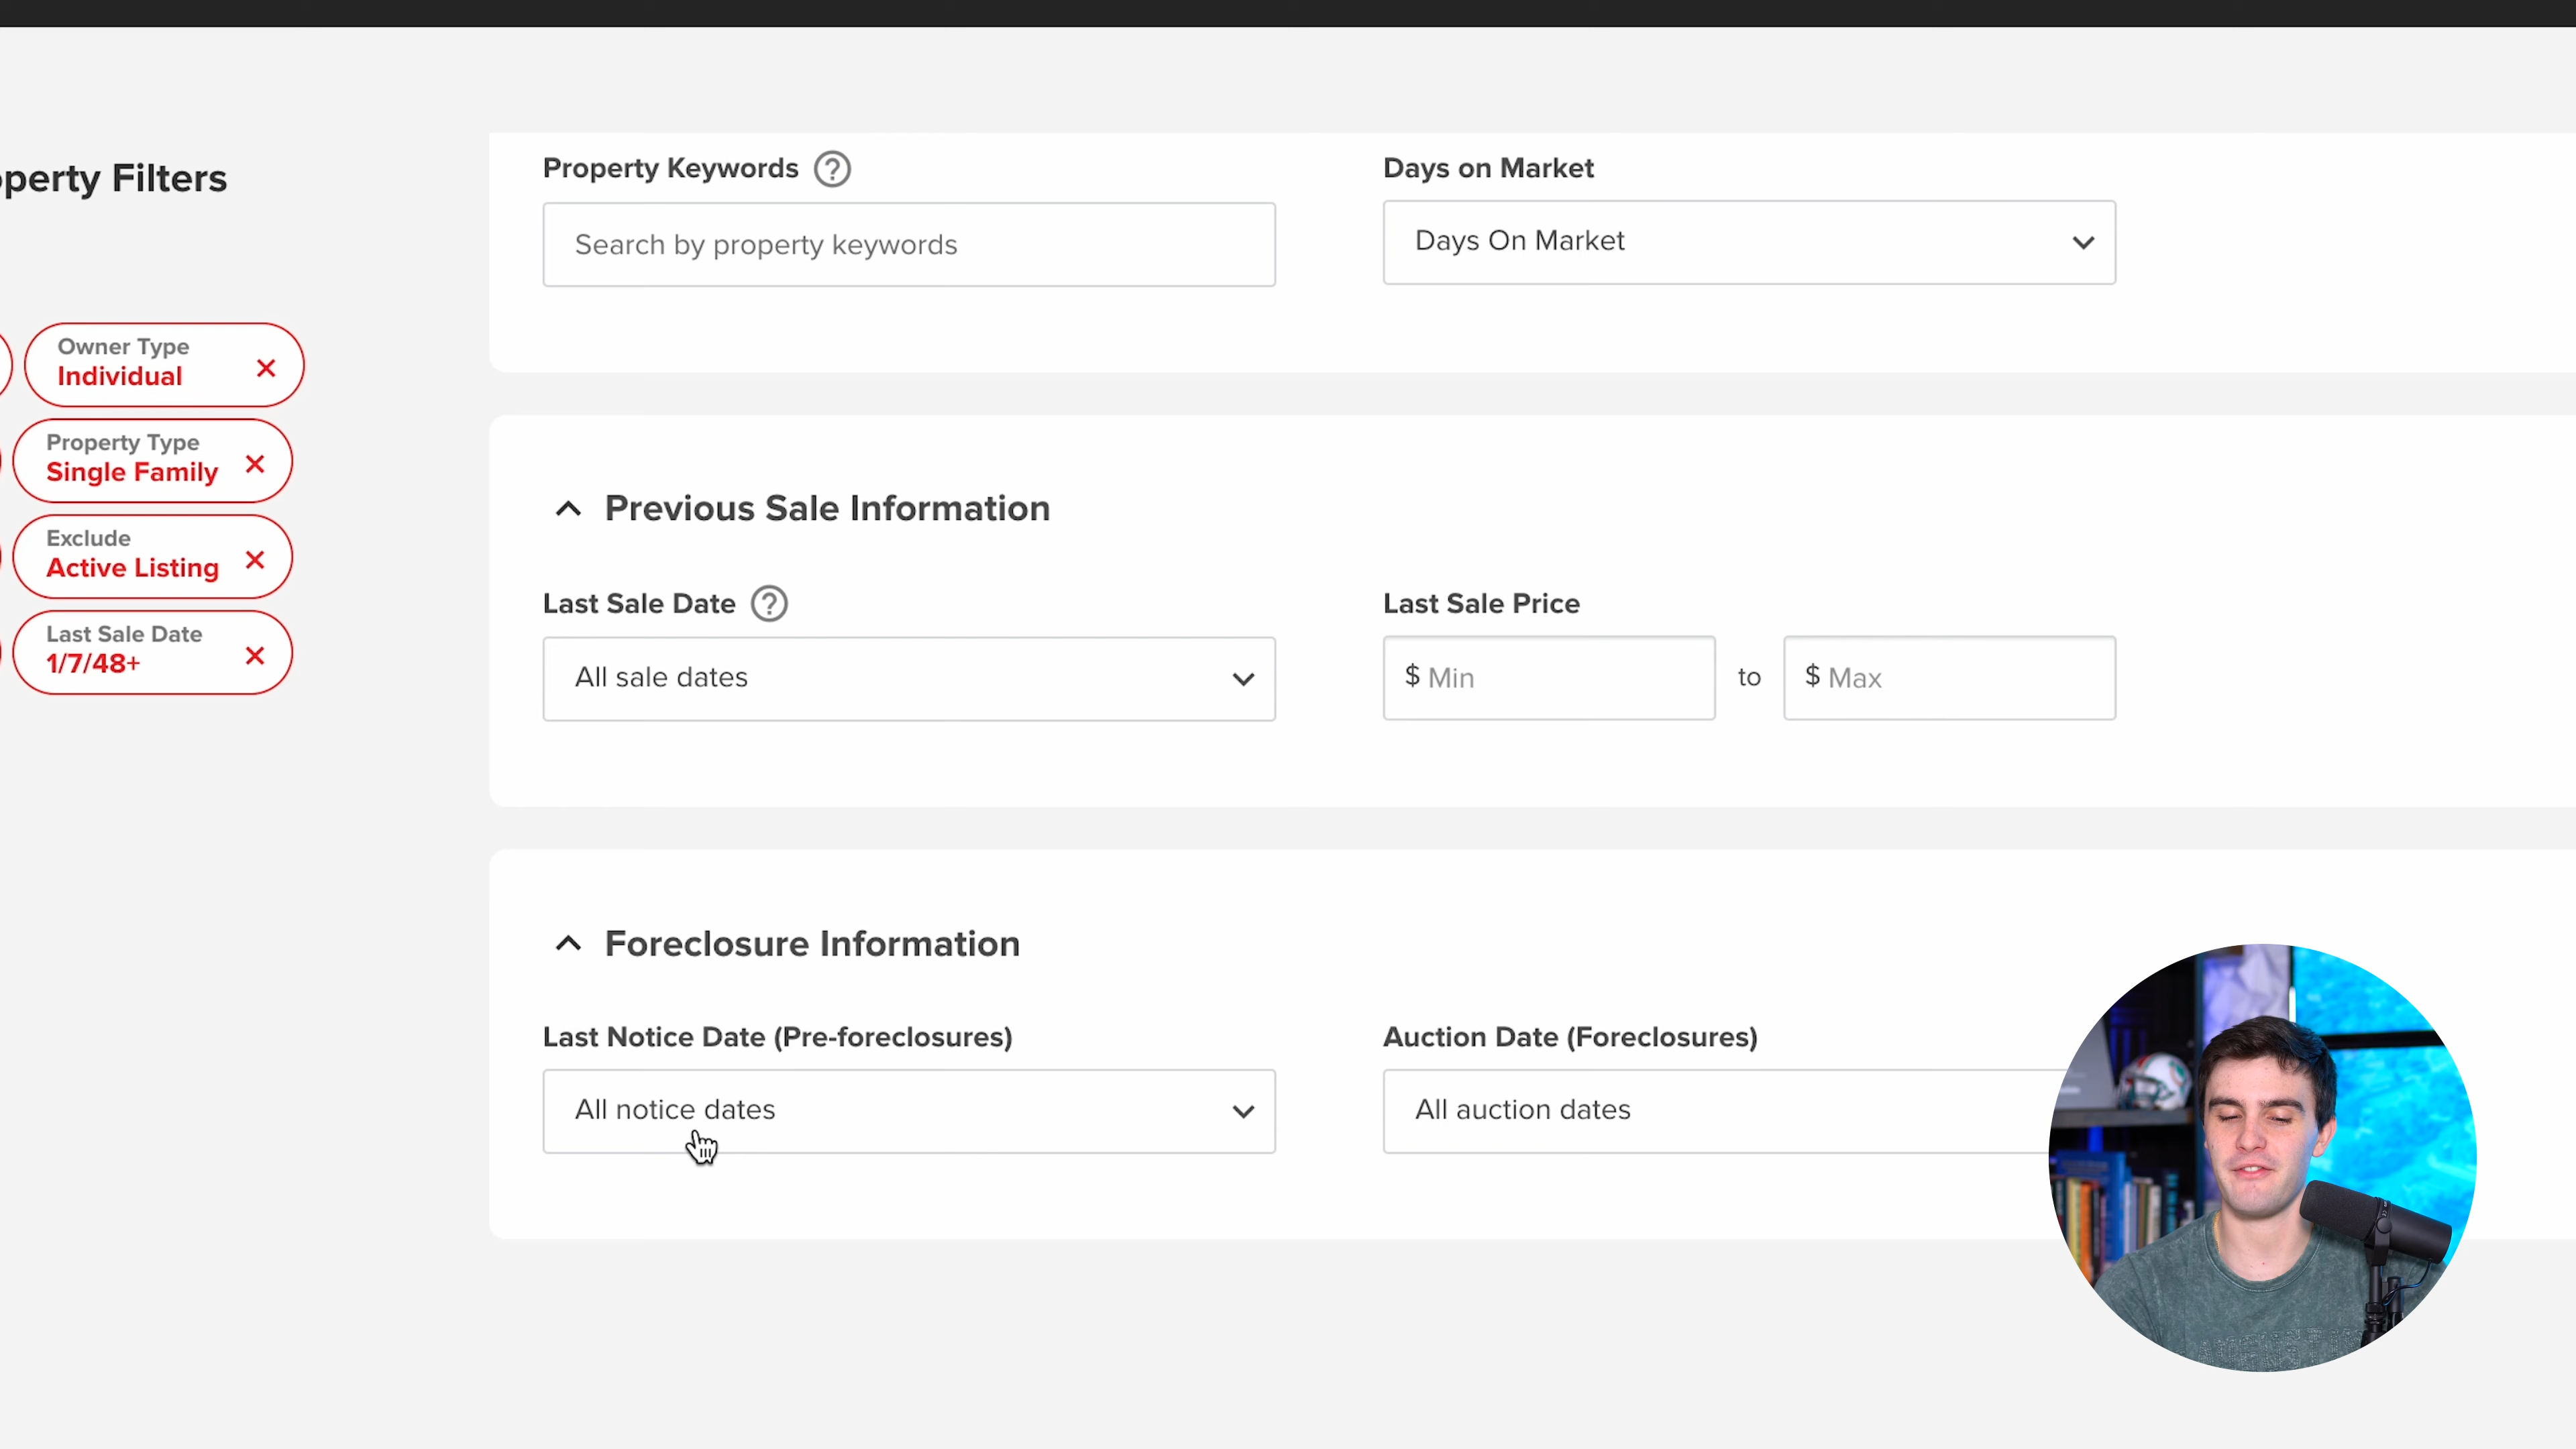 operty Filters
Owner Type
Individual
Property Type
Single Family
Exclude
Active Listing
Last Sale Date
1/7/48+
Property Keywords
Search by property keywords
Days on Market
Days On Market
Previous Sale Information
Last Sale Date
All sale dates
Last Sale Price
$ Min to $ Max
Foreclosure Information
Last Notice Date (Pre-foreclosures)
All notice dates
Auction Date (Foreclosures)
All auction dates